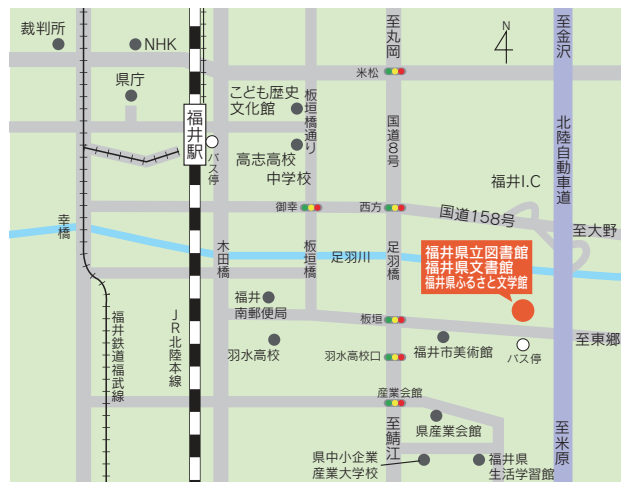 裁判所
NHK
県庁
至丸岡
N
至金沢
米松
こども歴史
文化館
板垣橋通り
国道8号
北陸自動車道
福井駅
バス停
高志高校
中学校
福井I.C
御幸
西方
国道158号
至大野
幸橋
木田橋
板垣橋
足羽川
足羽橋
福井県立図書館
福井県文書館
福井県ふるさと文学館
福井
南郵便局
板垣
至東郷
福井鉄道福武線
JR北陸本線
羽水高校
羽水高校口
福井市美術館
バス停
産業会館
至鯖江
県産業会館
至米原
県中小企業
産業大学校
福井県
生活学習館